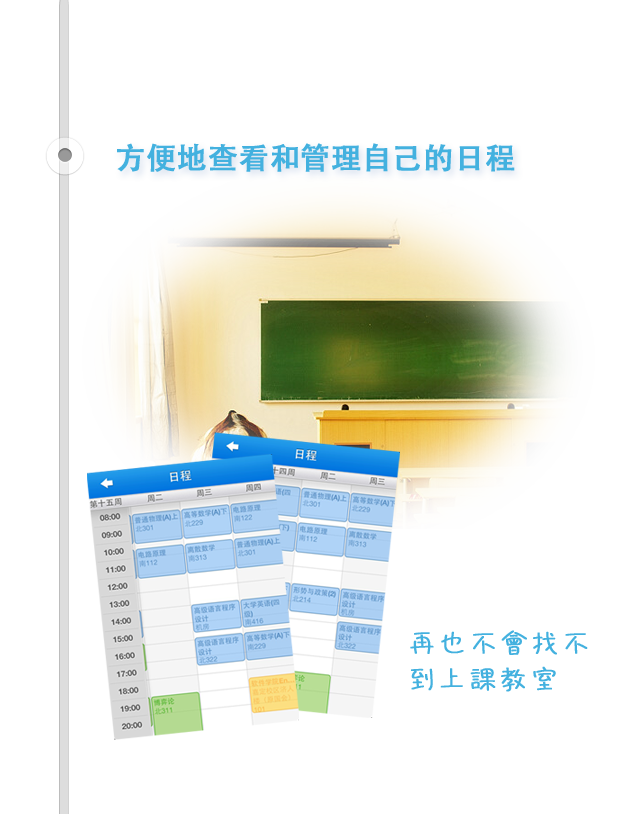 方便地查看和管理自己的日程
日程
第十五周 周二 周三 周四
08:00
09:00
10:00
11:00
12:00
13:00
14:00
15:00
16:00
17:00
18:00
19:00
20:00
普通物理(A)上
北301
高等数学(A)下
北229
电路原理
南122
电路原理
南112
离散数学
南313
普通物理(A)上
北301
高级语言程序
设计
机房
大学英语(四
级)
南416
高级语言程序
设计
北322
高等数学(A)下
南229
博弈论
北311
日程
十四周 周二 周三
普通物理(A)上
北301
高等数学(A)下
北229
电路原理
南112
离散数学
南313
形势与政策(2)
北214
高级语言程序
设计
机房
高级语言程序
设计
北322
再也不會找不
到上課教室